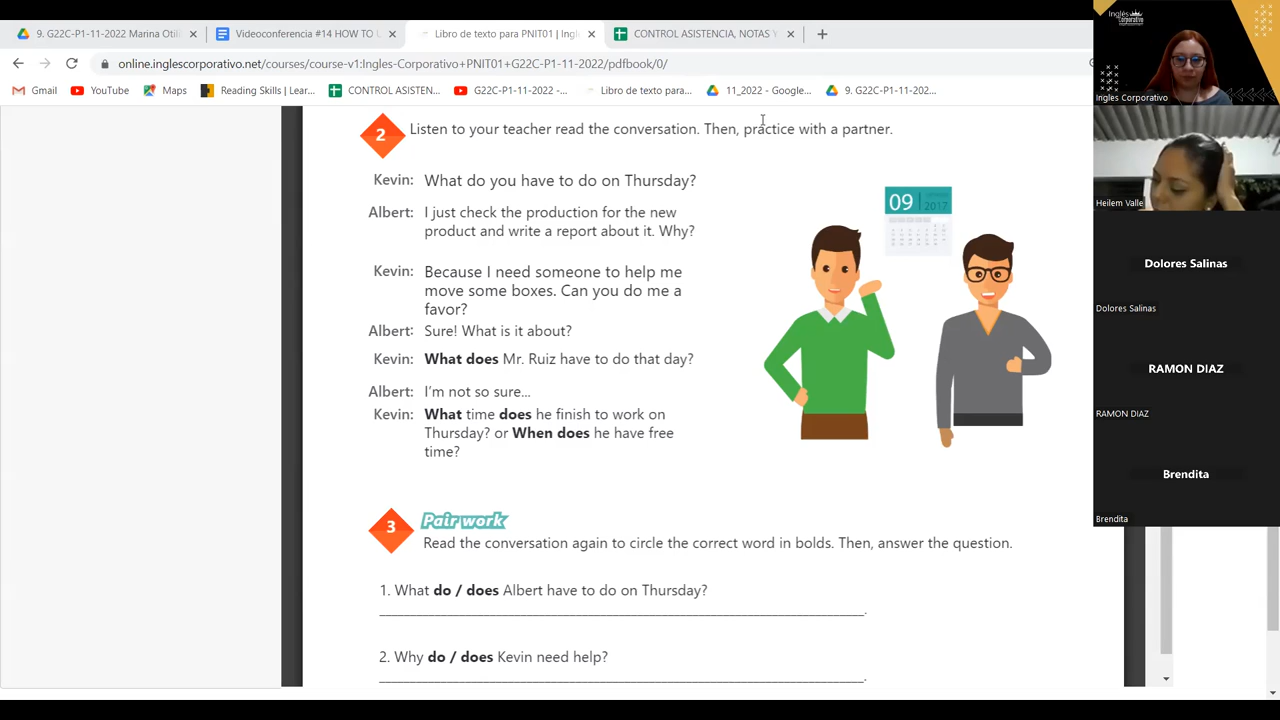 9. G22C-P1-11-2022 Marina Otil
Videoconferencia #14 HOW TO L
Libro de texto para PNIT01 | Ingl
CONTROL ASISTENCIA, NOTAS Y
online.inglescorporativo.net/courses/course-v1:Ingles-Corporativo+PNIT01+G22C-P1-11-2022/pdfbook/0/
Gmail
YouTube
Maps
Reading Skills | Lear...
CONTROL ASISTEN...
G22C-P1-11-2022 -...
Libro de texto para...
11_2022 - Google...
9. G22C-P1-11-202...
2
Listen to your teacher read the conversation. Then, practice with a partner.
Kevin: What do you have to do on Thursday?
Albert: I just check the production for the new
product and write a report about it. Why?
Kevin: Because I need someone to help me
move some boxes. Can you do me a
favor?
Albert: Sure! What is it about?
Kevin: What does Mr. Ruiz have to do that day?
Albert: I'm not so sure...
Kevin: What time does he finish to work on
Thursday? or When does he have free
time?
09
2017
3
Pair work
Read the conversation again to circle the correct word in bolds. Then, answer the question.
1. What do / does Albert have to do on Thursday?
2. Why do / does Kevin need help?
Inglés
Corporativo
Ingles Corporativo
Heilem Valle
Dolores Salinas
Dolores Salinas
RAMON DIAZ
RAMON DIAZ
Brendita
Brendita